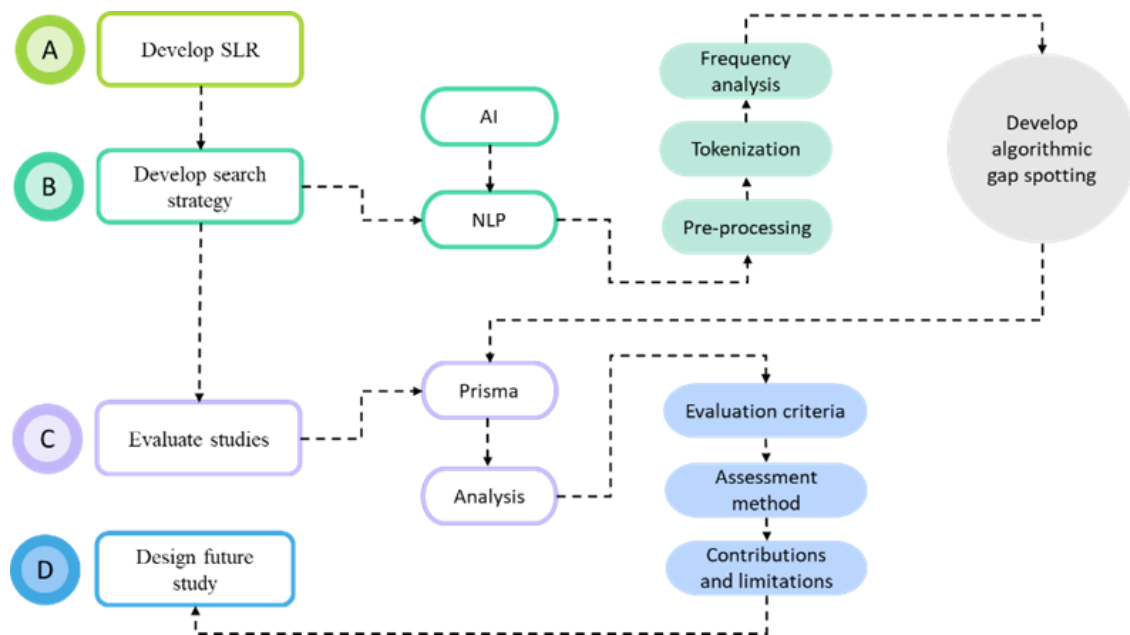 A
Develop SLR
B
Develop search
strategy
AI
NLP
Frequency
analysis
Tokenization
Pre-processing
Develop
algorithmic
gap spotting
C
Evaluate studies
Prisma
Analysis
Evaluation criteria
Assessment
method
Contributions
and limitations
D
Design future
study